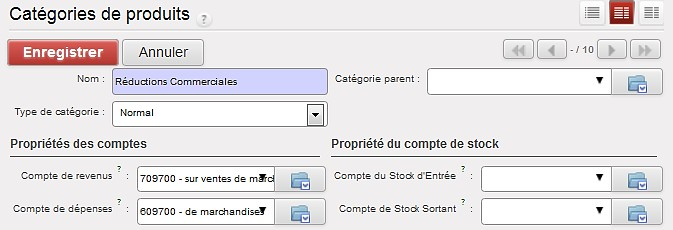 Catégories de produits ?
Enregistrer Annuler - / 10
Nom : Réductions Commerciales Catégorie parent :
Type de catégorie : Normal
Propriétés des comptes Propriété du compte de stock
Compte de revenus ? : 709700 - sur ventes de marc Compte du Stock d'Entrée ? :
Compte de dépenses ? : 609700 - de marchandises Compte de Stock Sortant ? :